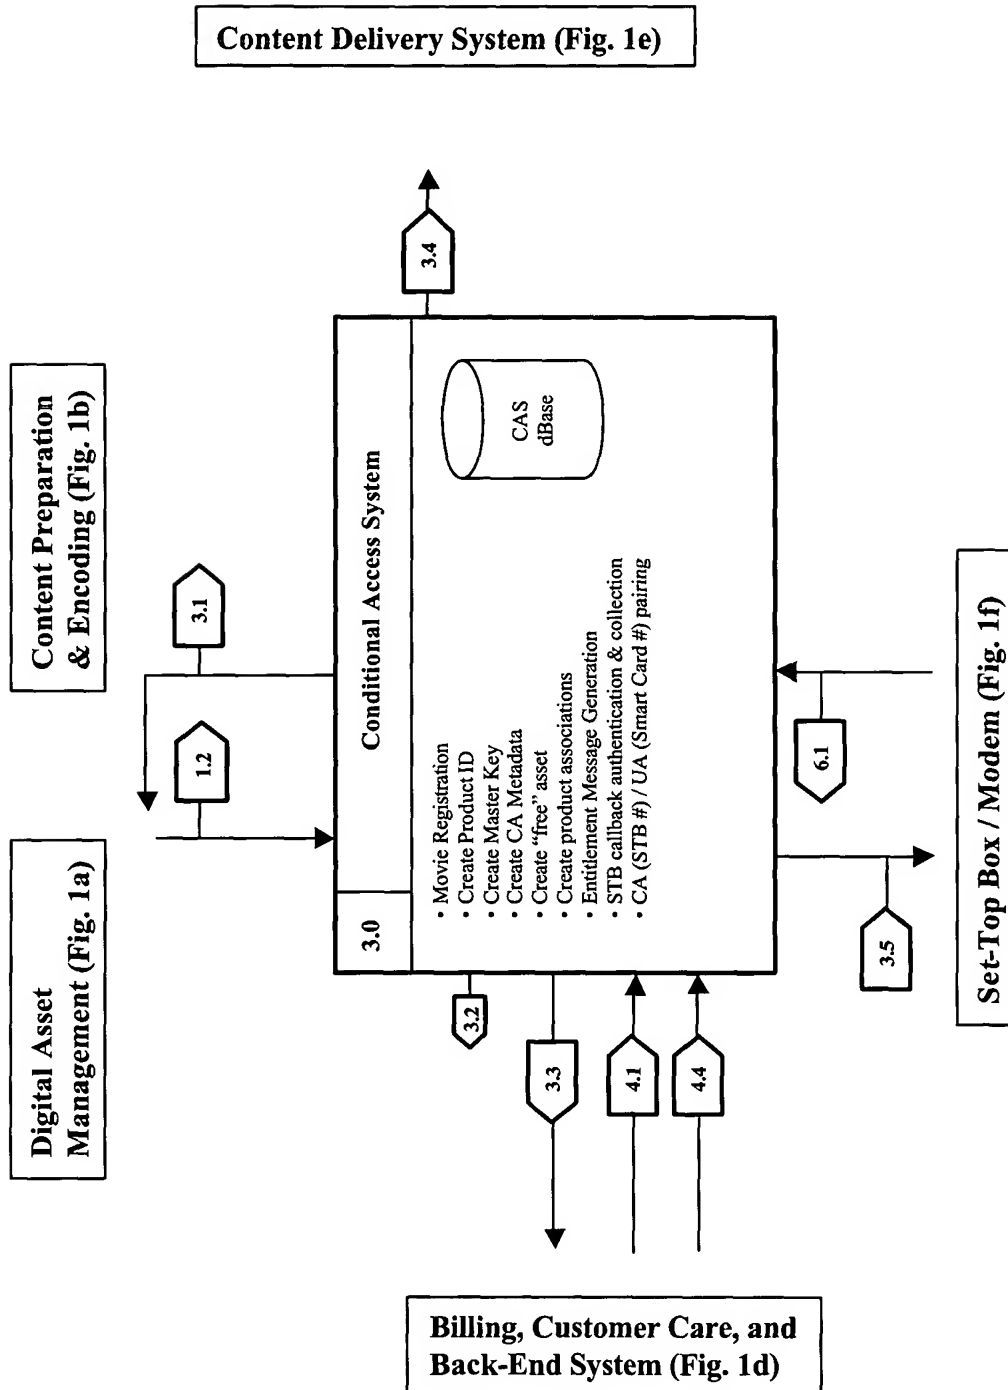 Content Delivery System (Fig. 1e)
Content Preparation
& Encoding (Fig. 1b)
Digital Asset
Management (Fig. 1a)
3.4
3.1
1.2
3.0
Conditional Access System
• Movie Registration
• Create Product ID
• Create Master Key
• Create CA Metadata
• Create “free” asset
• Create product associations
• Entitlement Message Generation
• STB callback authentication & collection
• CA (STB #) / UA (Smart Card #) pairing
CAS
dBase
3.2
3.3
4.1
4.4
6.1
3.5
Set-Top Box / Modem (Fig. 1f)
Billing, Customer Care, and
Back-End System (Fig. 1d)